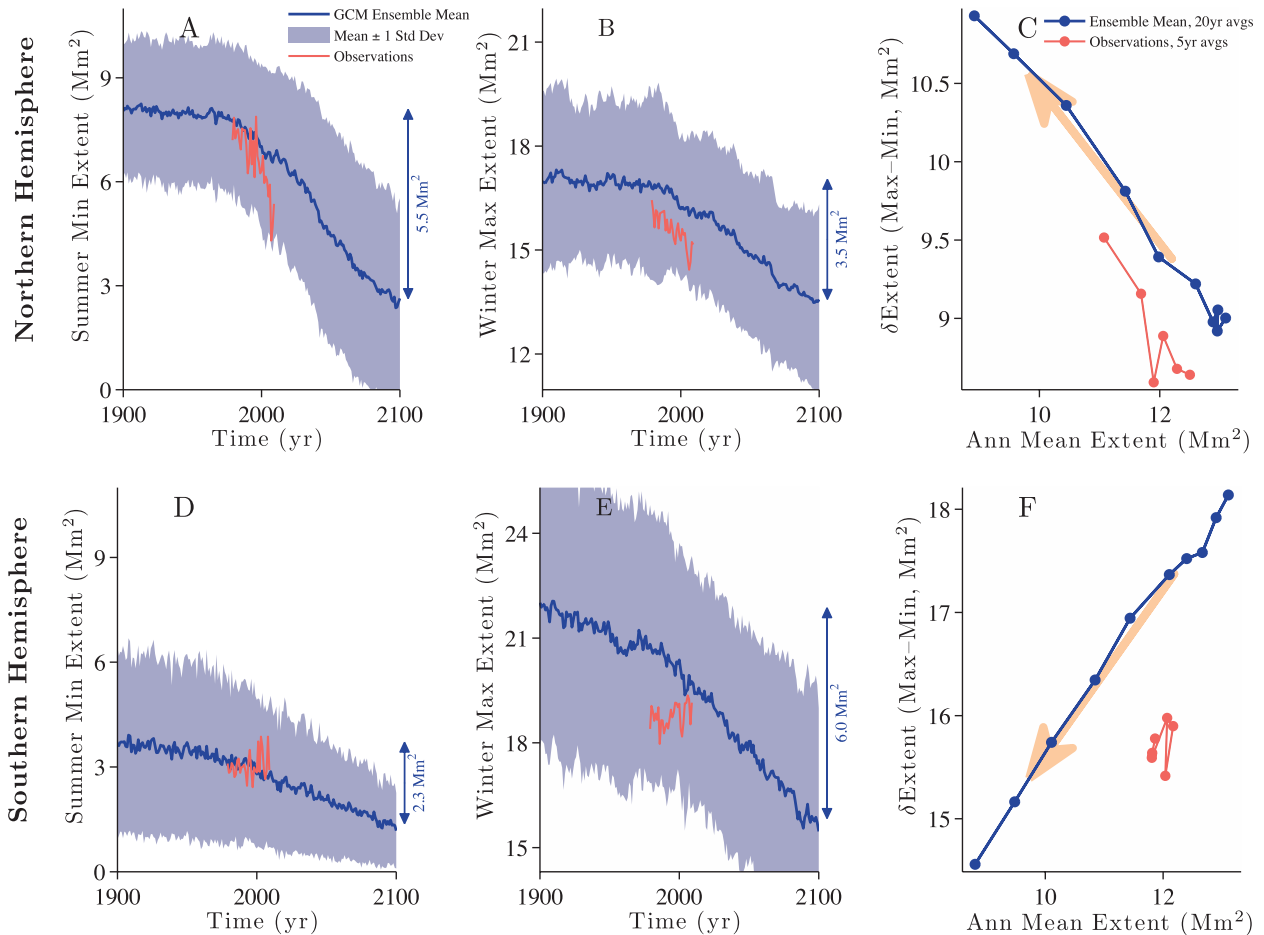 Northern Hemisphere
A
GCM Ensemble Mean
Mean ± 1 Std Dev
Observations
Summer Min Extent (Mm²)
9
6
3
0
5.5 Mm²
1900
2000
2100
Time (yr)
B
Winter Max Extent (Mm²)
21
18
15
12
3.5 Mm²
1900
2000
2100
Time (yr)
C
Ensemble Mean, 20yr avgs
Observations, 5yr avgs
δExtent (Max−Min, Mm²)
10.5
10
9.5
9
10
12
Ann Mean Extent (Mm²)
Southern Hemisphere
D
Summer Min Extent (Mm²)
9
6
3
0
2.3 Mm²
1900
2000
2100
Time (yr)
E
Winter Max Extent (Mm²)
24
21
18
15
6.0 Mm²
1900
2000
2100
Time (yr)
F
δExtent (Max−Min, Mm²)
18
17
16
15
10
12
Ann Mean Extent (Mm²)